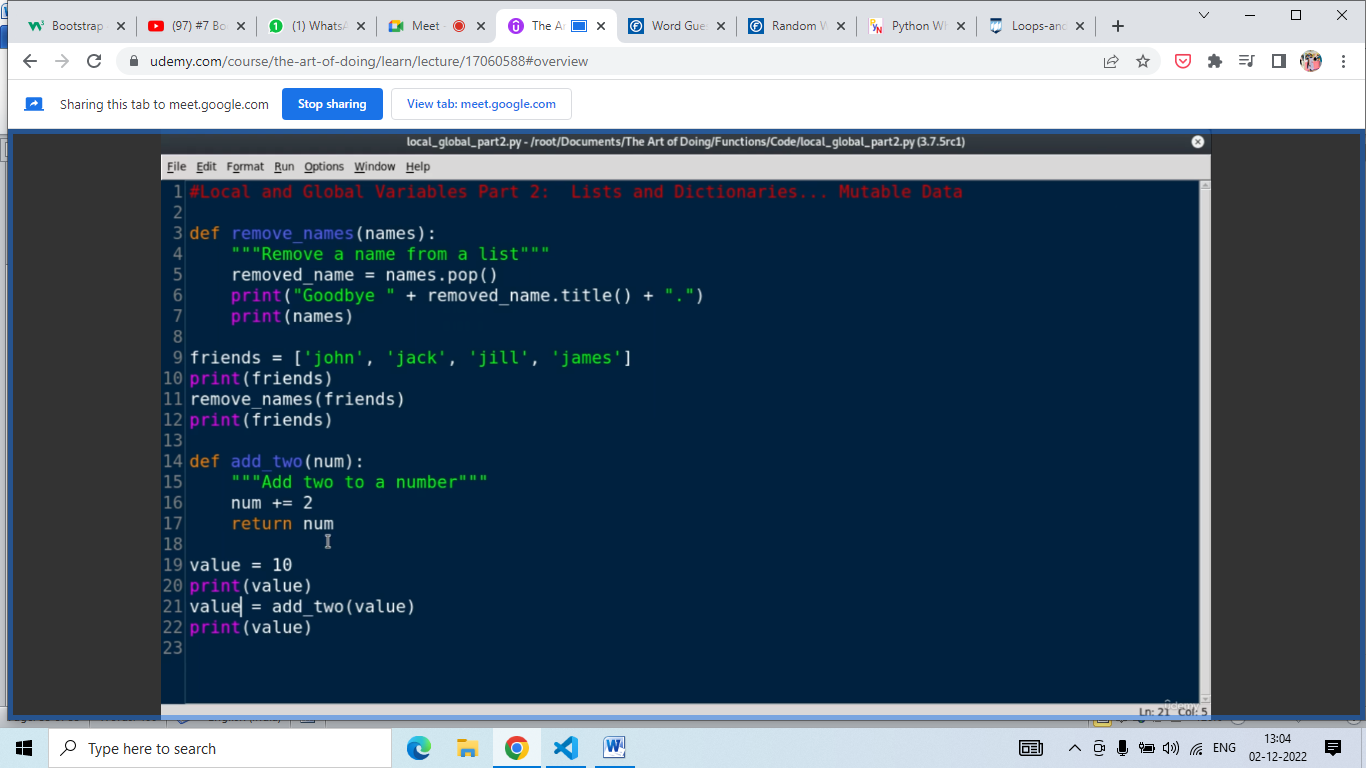 Bootstrap
(97) #7 Bo
(1) WhatsA
Meet -
The Ar
Word Gues
Random W
Python Wh
Loops-and
udemy.com/course/the-art-of-doing/learn/lecture/17060588#overview
Sharing this tab to meet.google.com
Stop sharing
View tab: meet.google.com
local_global_part2.py - /root/Documents/The Art of Doing/Functions/Code/local_global_part2.py (3.7.5rc1)
File Edit Format Run Options Window Help
1 #Local and Global Variables Part 2:  Lists and Dictionaries... Mutable Data
2
3 def remove_names(names):
4     """Remove a name from a list"""
5     removed_name = names.pop()
6     print("Goodbye " + removed_name.title() + ".")
7     print(names)
8
9 friends = ['john', 'jack', 'jill', 'james']
10 print(friends)
11 remove_names(friends)
12 print(friends)
13
14 def add_two(num):
15     """Add two to a number"""
16     num += 2
17     return num
18
19 value = 10
20 print(value)
21 value = add_two(value)
22 print(value)
23
Ln: 21 Col: 5
Type here to search
ENG
13:04
02-12-2022